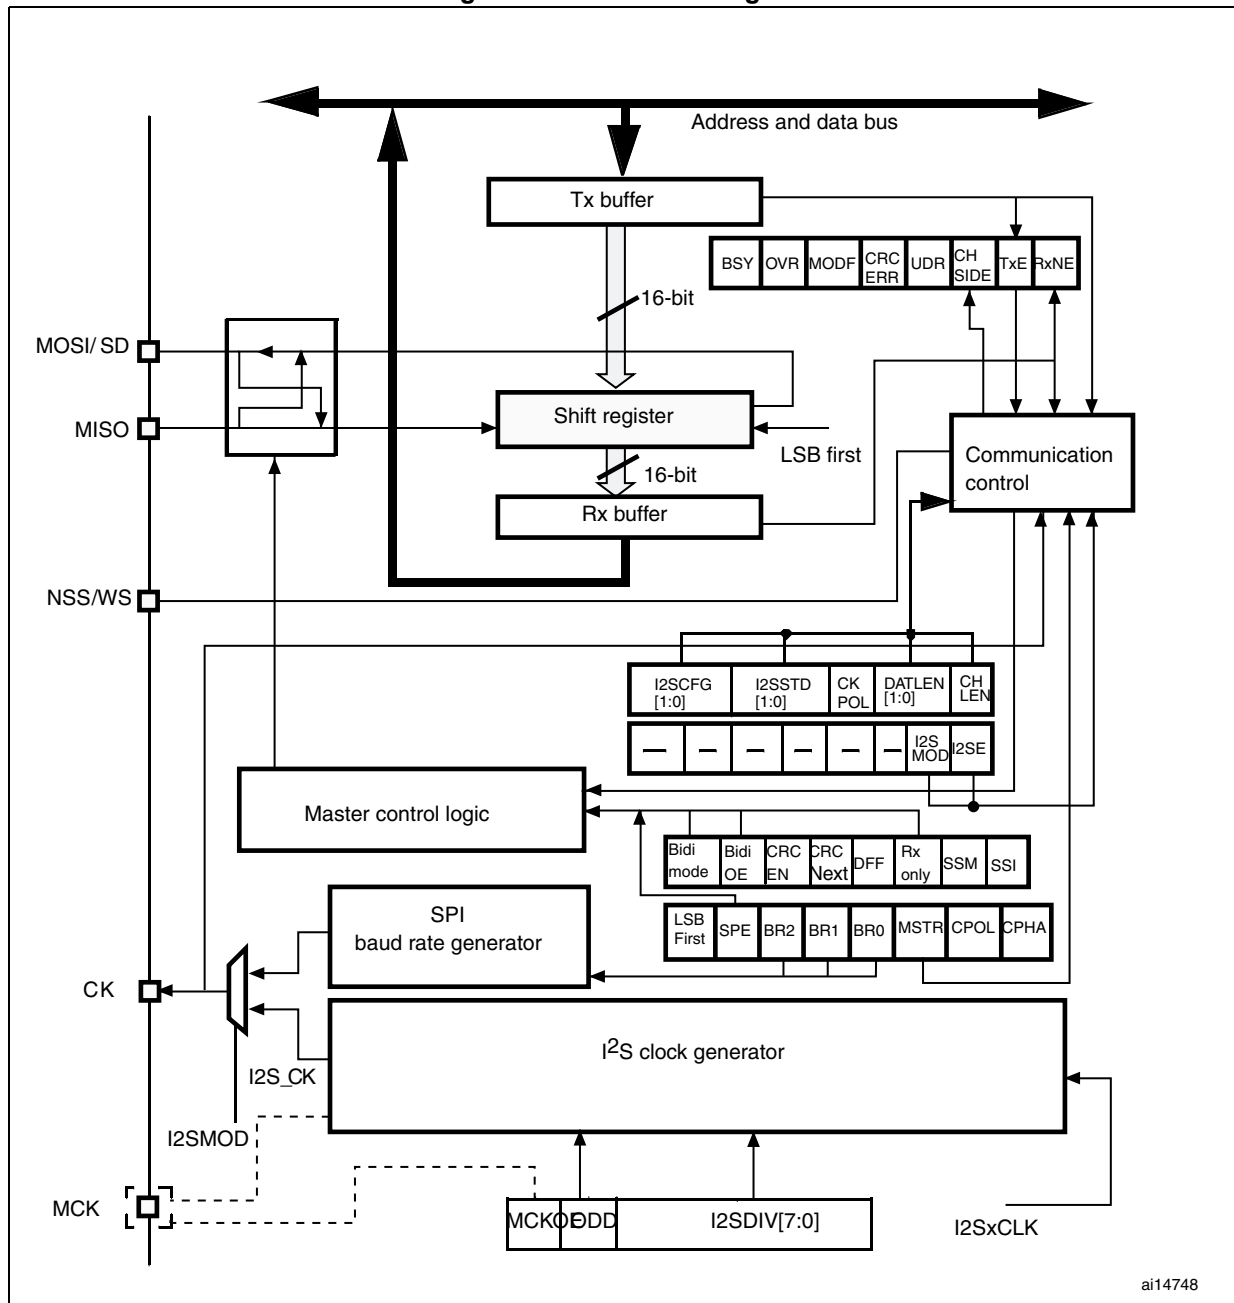 Address and data bus
Tx buffer
BSY OVR MODF CRC ERR UDR CH SIDE TxE RxNE
16-bit
MOSI/ SD
Shift register
MISO
LSB first
Communication
control
16-bit
Rx buffer
NSS/WS
I2SCFG [1:0] I2SSTD [1:0] CK POL DATLEN [1:0] CH LEN
— — — — — — I2S MOD I2SE
Master control logic
Bidi mode Bidi OE CRC EN CRC Next DFF Rx only SSM SSI
LSB First SPE BR2 BR1 BR0 MSTR CPOL CPHA
SPI
baud rate generator
CK
I2S clock generator
I2S_CK
I2SMOD
MCK
MCKOE ODD I2SDIV[7:0]
I2SxCLK
ai14748